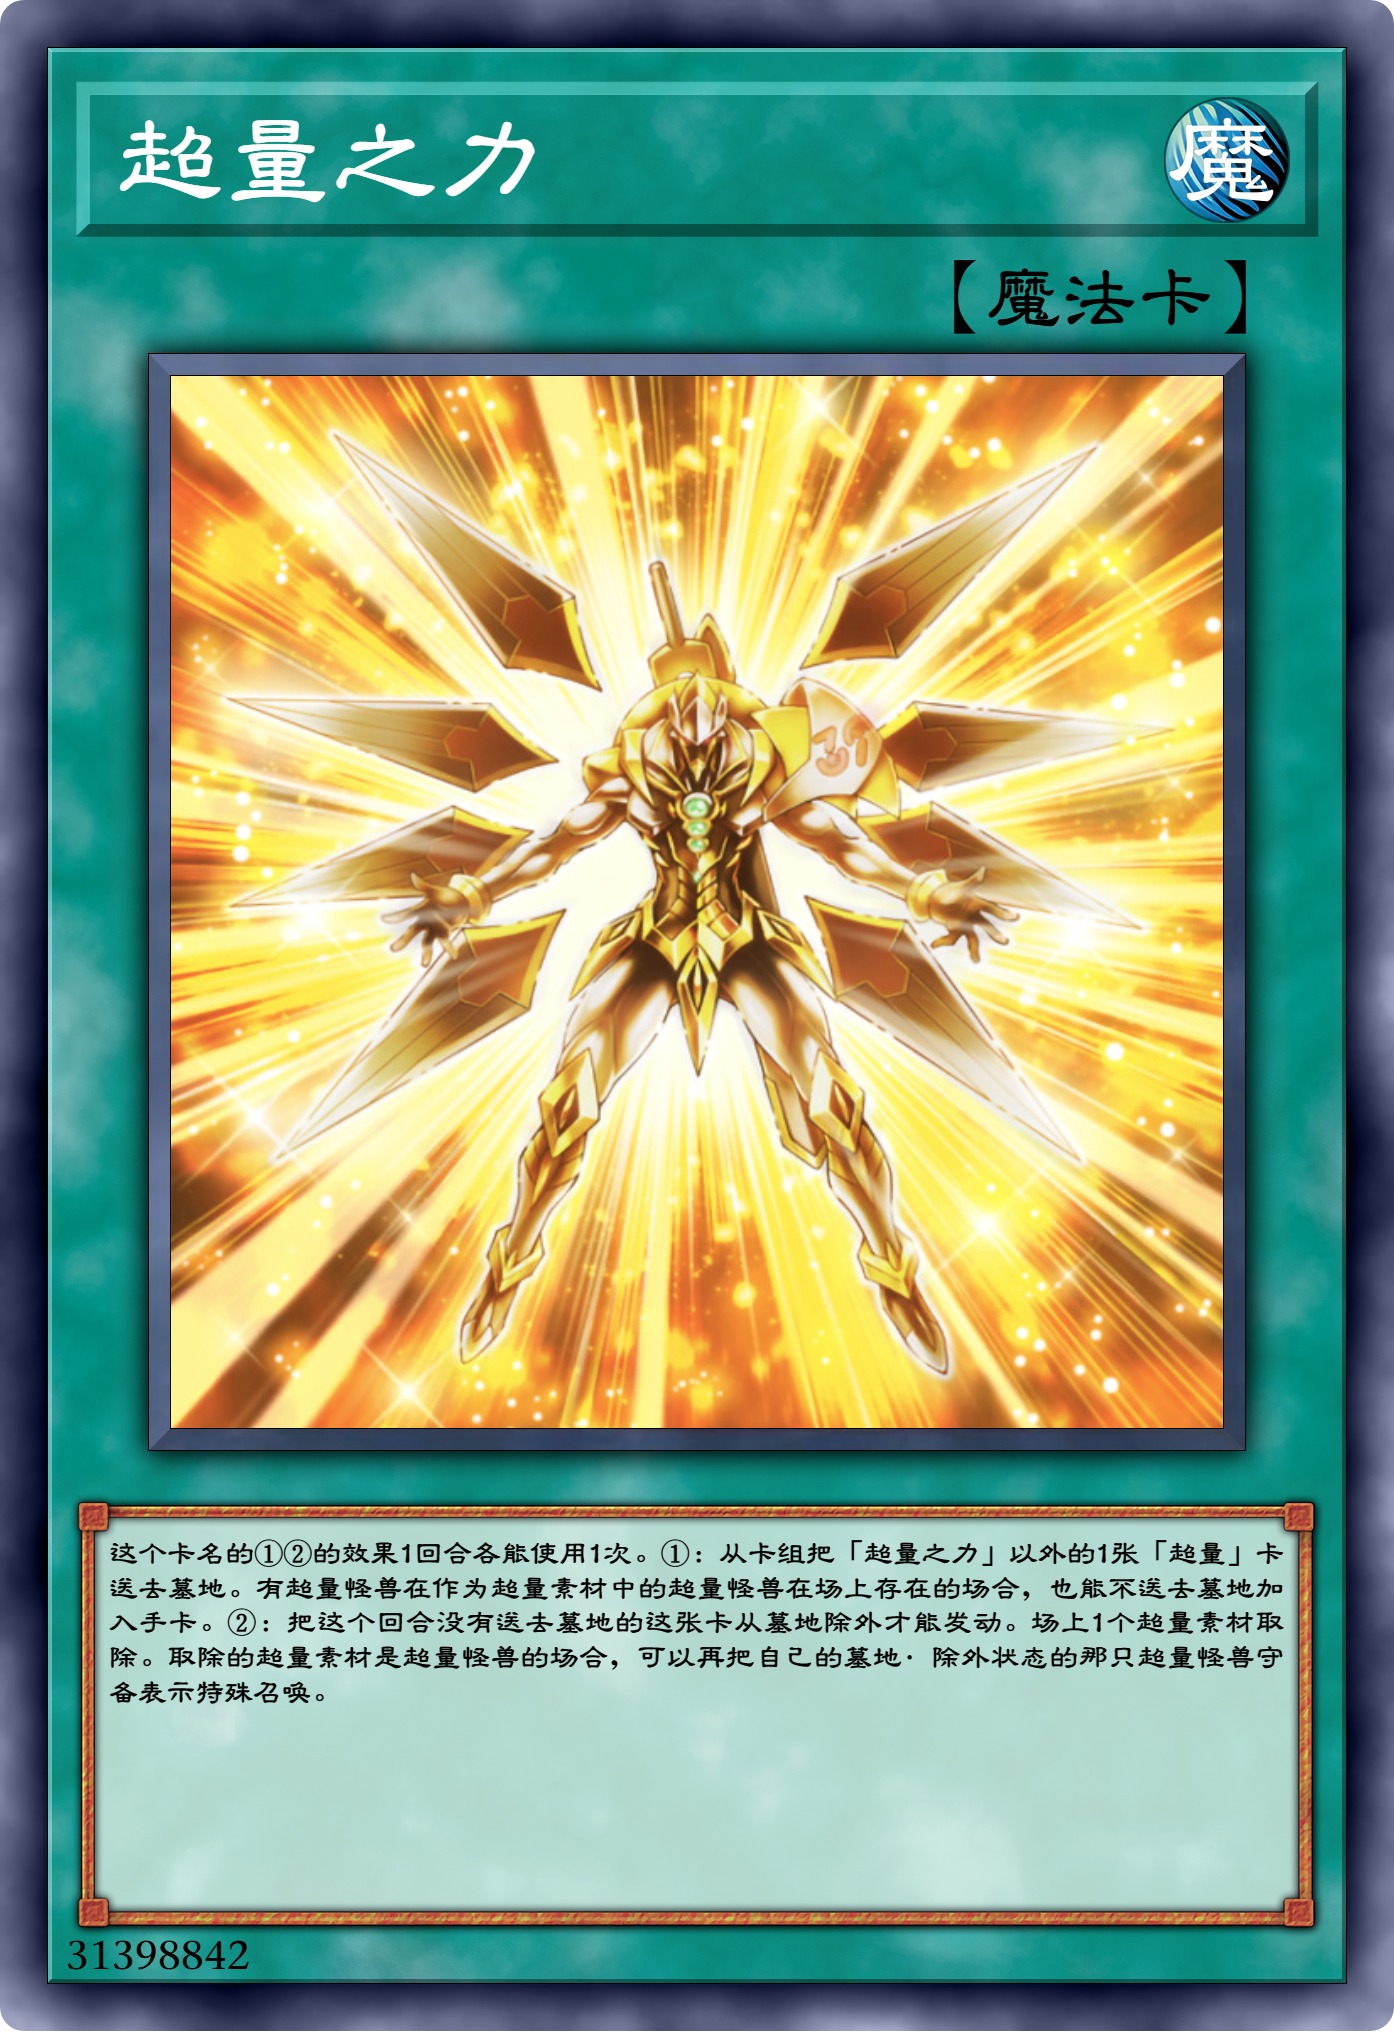 超量之力
魔
【魔法卡】
39
这个卡名的①②的效果1回合各能使用1次。①：从卡组把「超量之力」以外的1张「超量」卡
送去墓地。有超量怪兽在作为超量素材中的超量怪兽在场上存在的场合，也能不送去墓地加
入手卡。②：把这个回合没有送去墓地的这张卡从墓地除外才能发动。场上1个超量素材取
除。取除的超量素材是超量怪兽的场合，可以再把自己的墓地·除外状态的那只超量怪兽守
备表示特殊召唤。
31398842